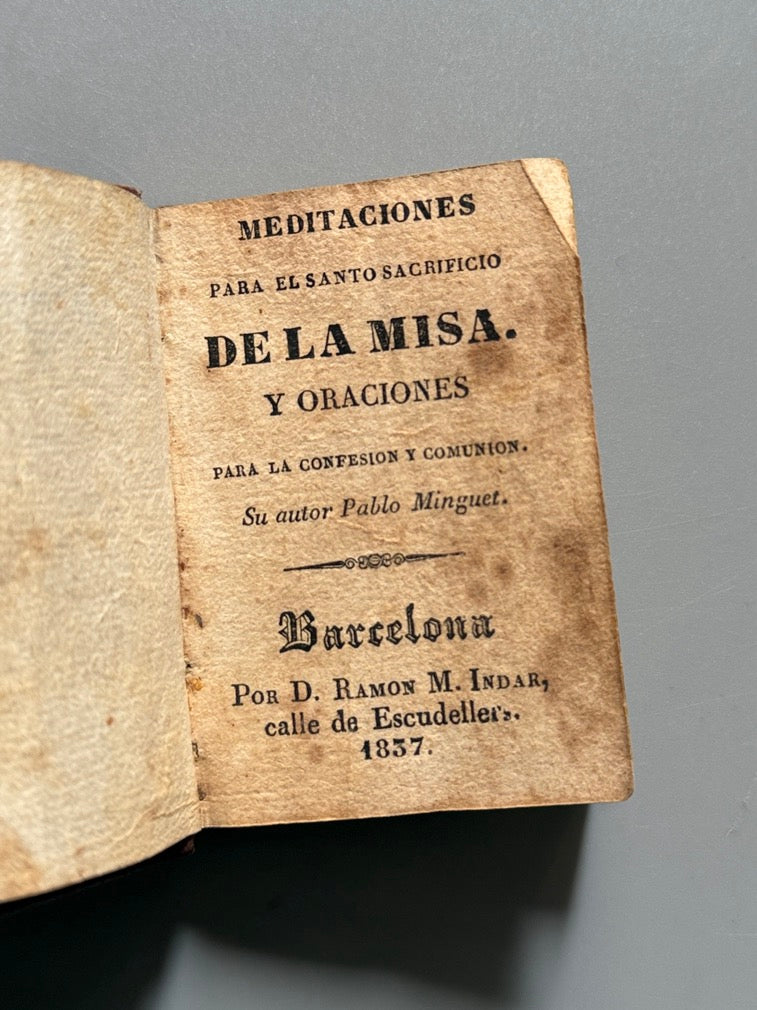 MEDITACIONES
PARA EL SANTO SACRIFICIO
DE LA MISA.
Y ORACIONES
PARA LA CONFESION Y COMUNION.
Su autor Pablo Minguet.
Barcelona
POR D. RAMON M. INDAR,
calle de Escudellers.
1837.